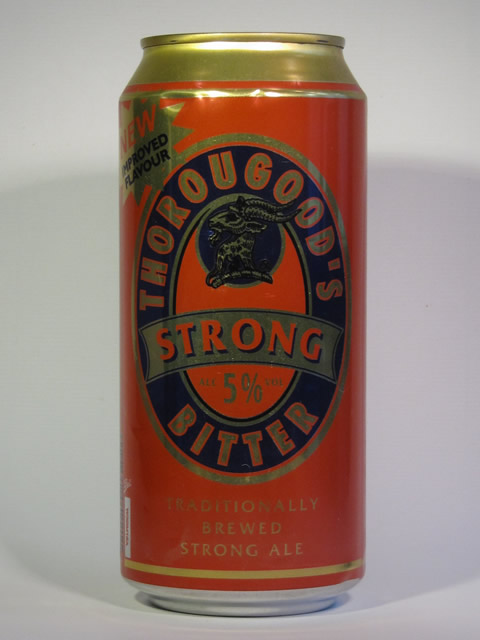 NEW
IMPROVED
FLAVOUR
THOROUGOOD'S
STRONG
ALC 5% VOL
BITTER
TRADITIONALLY
BREWED
STRONG ALE